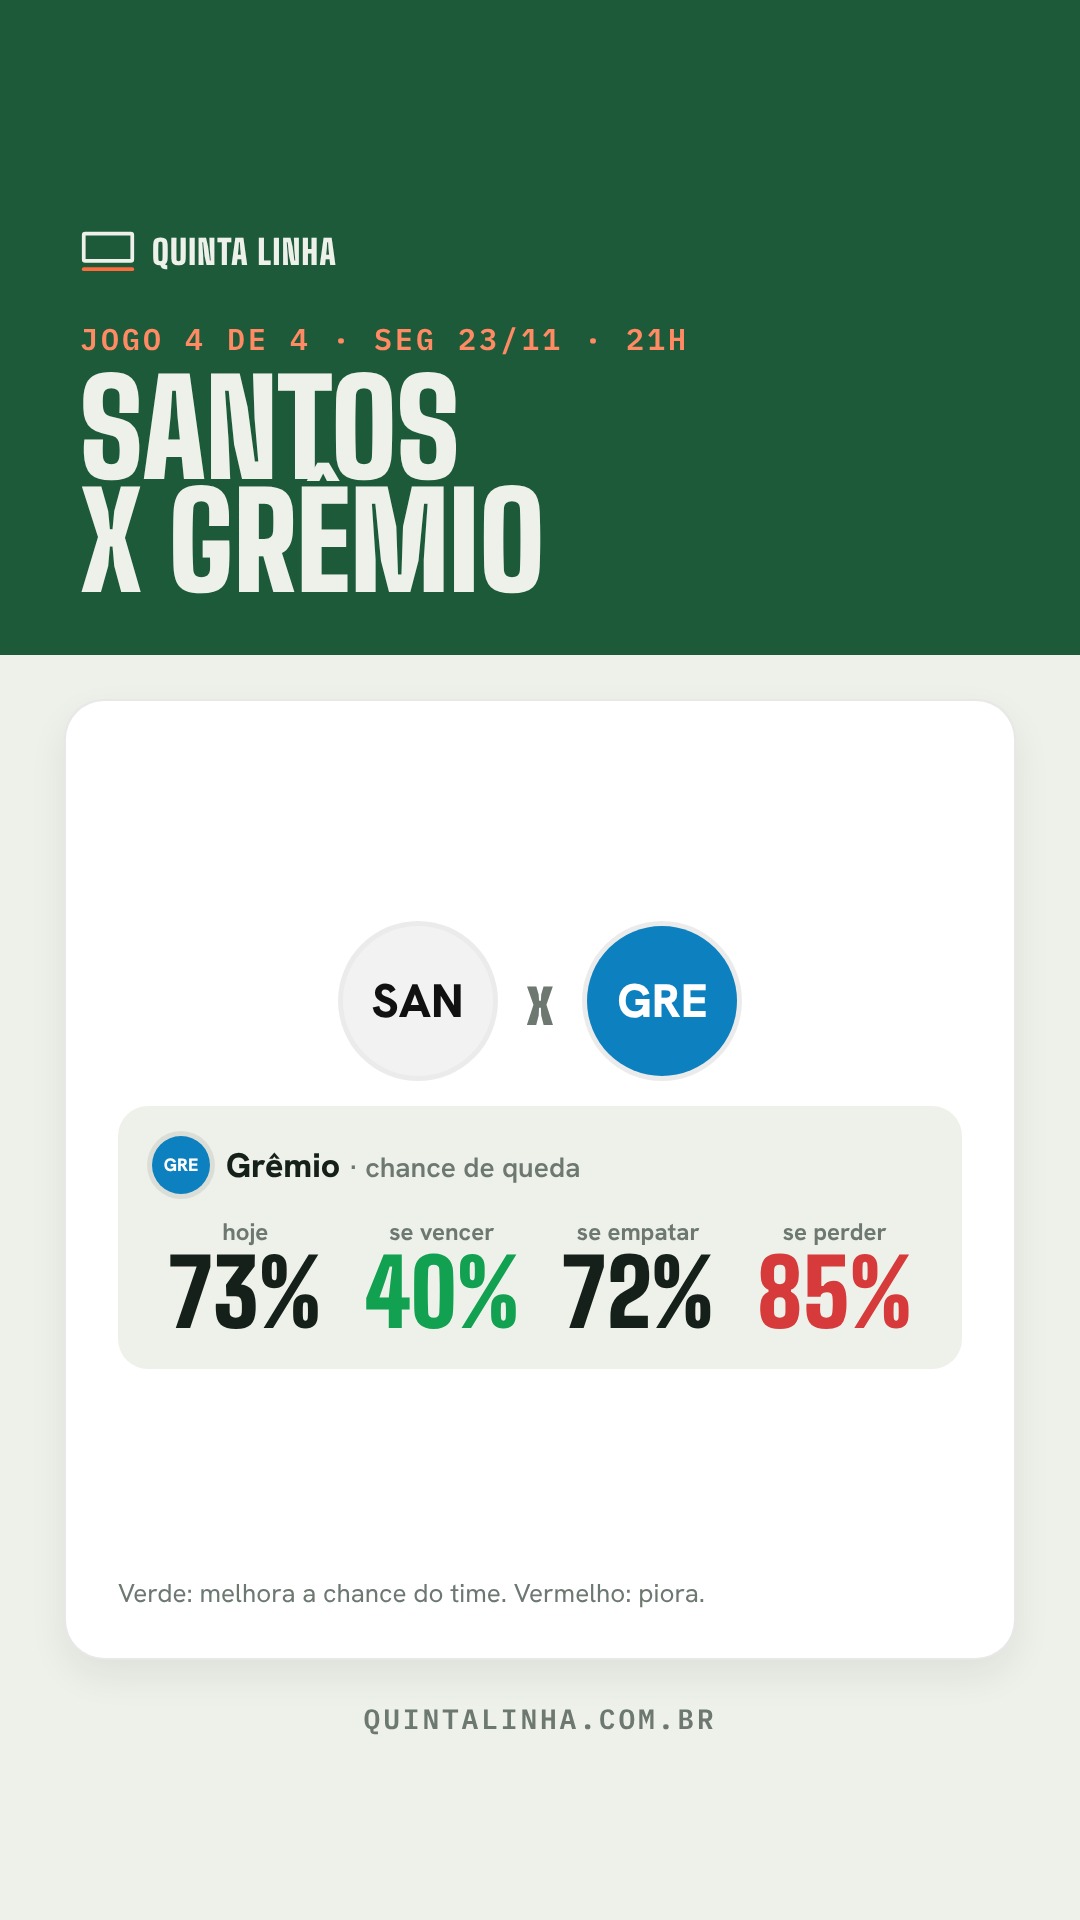 QUINTA LINHA
JOGO 4 DE 4 · SEG 23/11 · 21H
SANTOS
X GRÊMIO
SAN X GRE
GRE Grêmio · chance de queda
hoje se vencer se empatar se perder
73% 40% 72% 85%
Verde: melhora a chance do time. Vermelho: piora.
QUINTALINHA.COM.BR